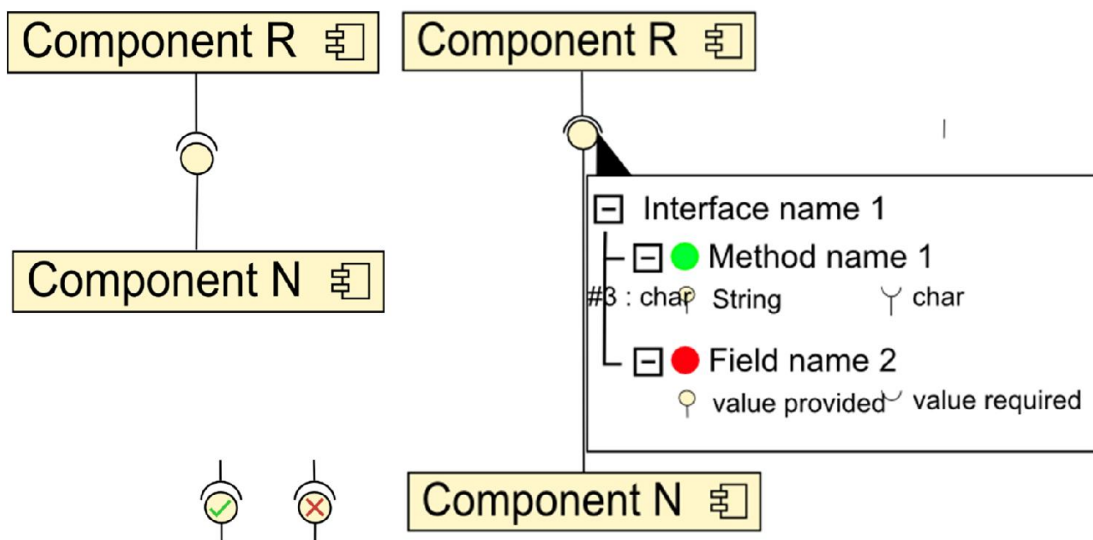 Component R
Component R
Component N
Interface name 1
Method name 1
#3 : char
String
char
Field name 2
value provided
value required
Component N